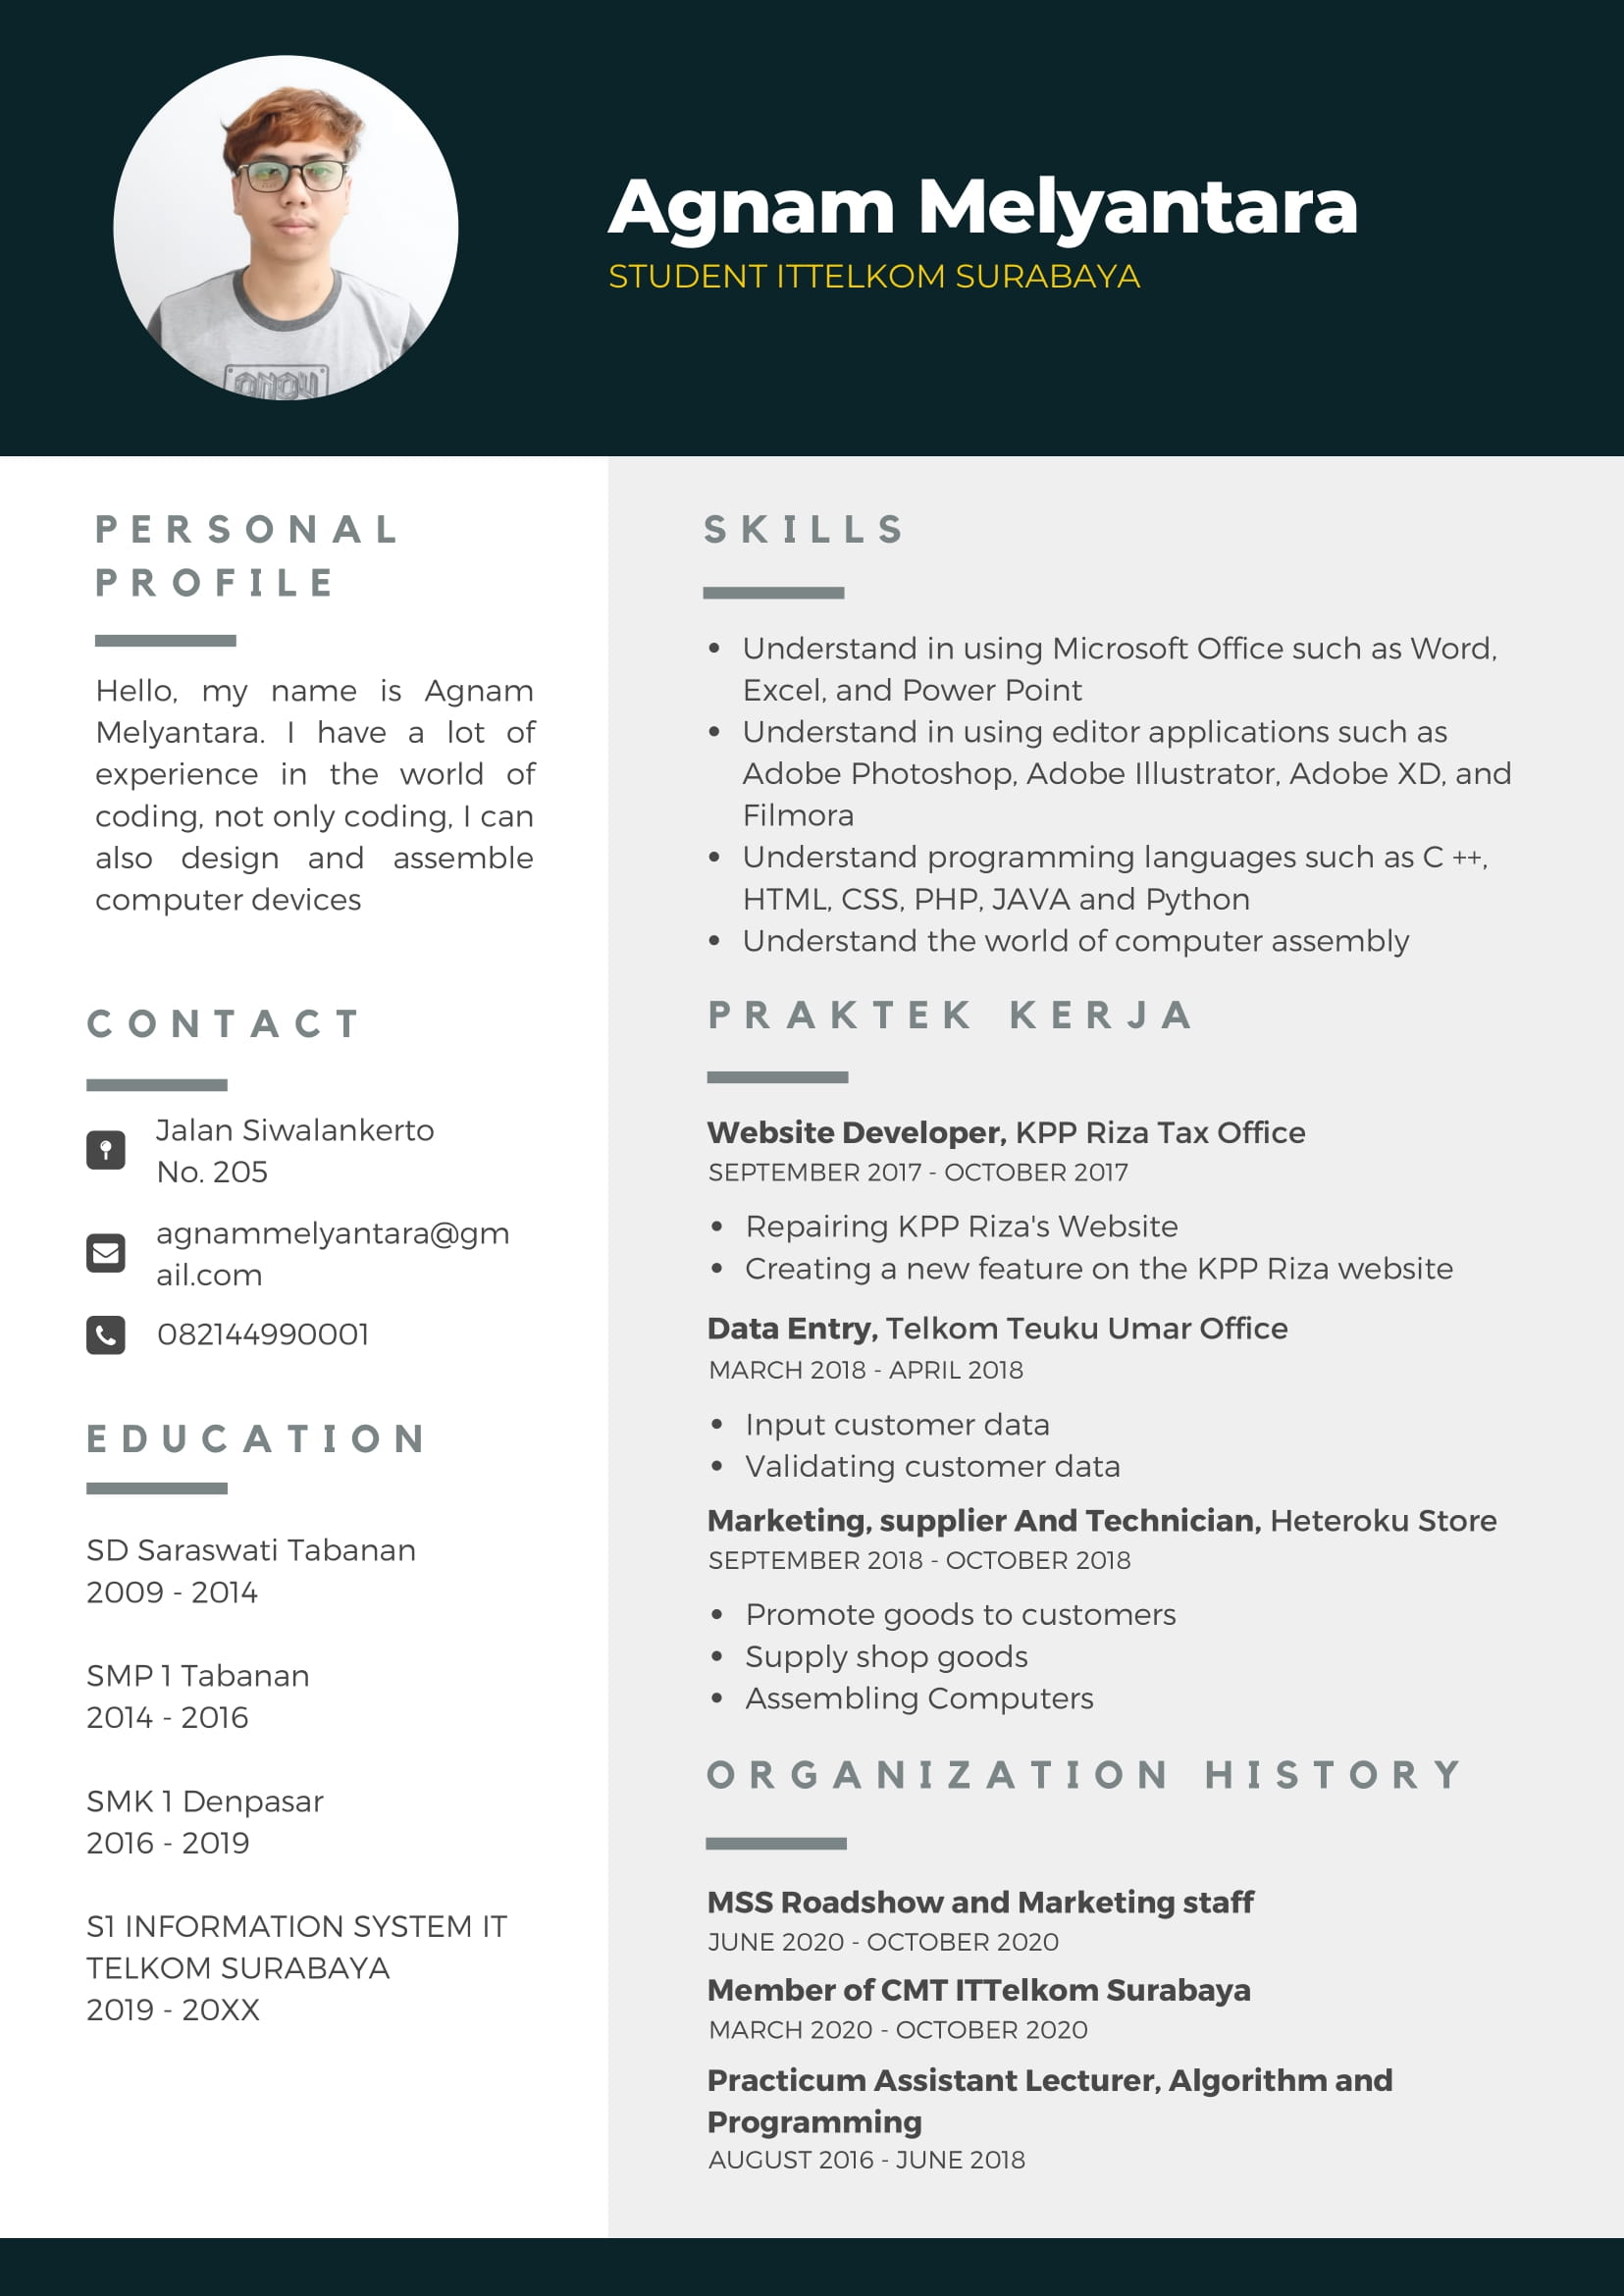 Agnam Melyantara
STUDENT ITTELKOM SURABAYA
PERSONAL
PROFILE
Hello, my name is Agnam
Melyantara. I have a lot of
experience in the world of
coding, not only coding, I can
also design and assemble
computer devices
CONTACT
Jalan Siwalankerto
No. 205
agnammelyantara@gm
ail.com
082144990001
EDUCATION
SD Saraswati Tabanan
2009 - 2014
SMP 1 Tabanan
2014 - 2016
SMK 1 Denpasar
2016 - 2019
S1 INFORMATION SYSTEM IT
TELKOM SURABAYA
2019 - 20XX
SKILLS
• Understand in using Microsoft Office such as Word,
Excel, and Power Point
• Understand in using editor applications such as
Adobe Photoshop, Adobe Illustrator, Adobe XD, and
Filmora
• Understand programming languages such as C ++,
HTML, CSS, PHP, JAVA and Python
• Understand the world of computer assembly
PRAKTEK KERJA
Website Developer, KPP Riza Tax Office
SEPTEMBER 2017 - OCTOBER 2017
• Repairing KPP Riza's Website
• Creating a new feature on the KPP Riza website
Data Entry, Telkom Teuku Umar Office
MARCH 2018 - APRIL 2018
• Input customer data
• Validating customer data
Marketing, supplier And Technician, Heteroku Store
SEPTEMBER 2018 - OCTOBER 2018
• Promote goods to customers
• Supply shop goods
• Assembling Computers
ORGANIZATION HISTORY
MSS Roadshow and Marketing staff
JUNE 2020 - OCTOBER 2020
Member of CMT ITTelkom Surabaya
MARCH 2020 - OCTOBER 2020
Practicum Assistant Lecturer, Algorithm and
Programming
AUGUST 2016 - JUNE 2018